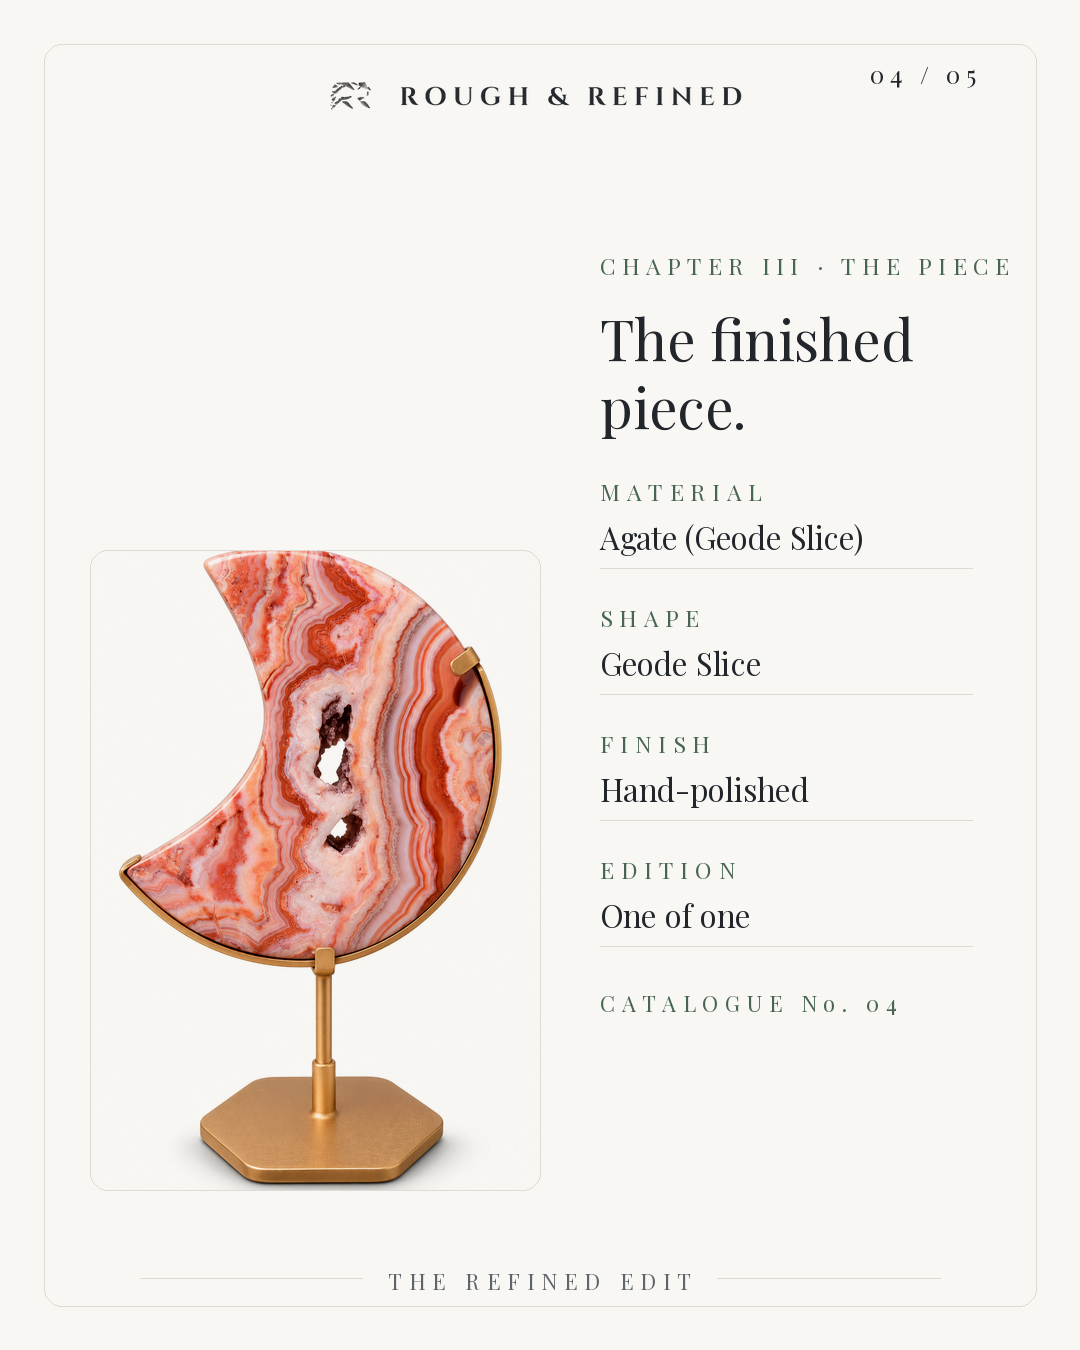 04 / 05
ROUGH & REFINED
CHAPTER III · THE PIECE
The finished
piece.
MATERIAL
Agate (Geode Slice)
SHAPE
Geode Slice
FINISH
Hand-polished
EDITION
One of one
CATALOGUE No. 04
THE REFINED EDIT